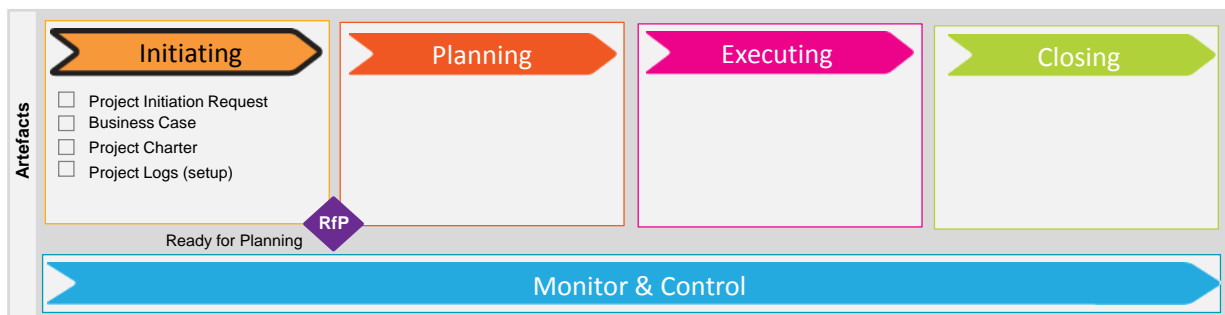 Initiating
Planning
Executing
Closing
Artefacts
Project Initiation Request
Business Case
Project Charter
Project Logs (setup)
RfP
Ready for Planning
Monitor & Control